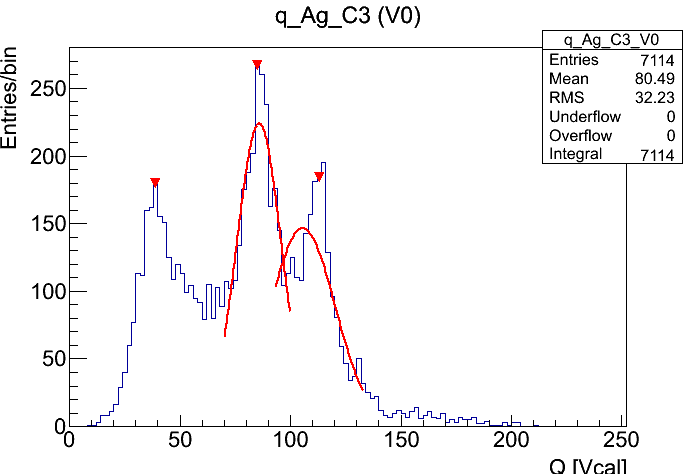 q_Ag_C3 (V0)
q_Ag_C3_V0
Entries 7114
Mean 80.49
RMS 32.23
Underflow 0
Overflow 0
Integral 7114
Entries/bin
250
200
150
100
50
0
0 50 100 150 200 250
Q [Vcal]